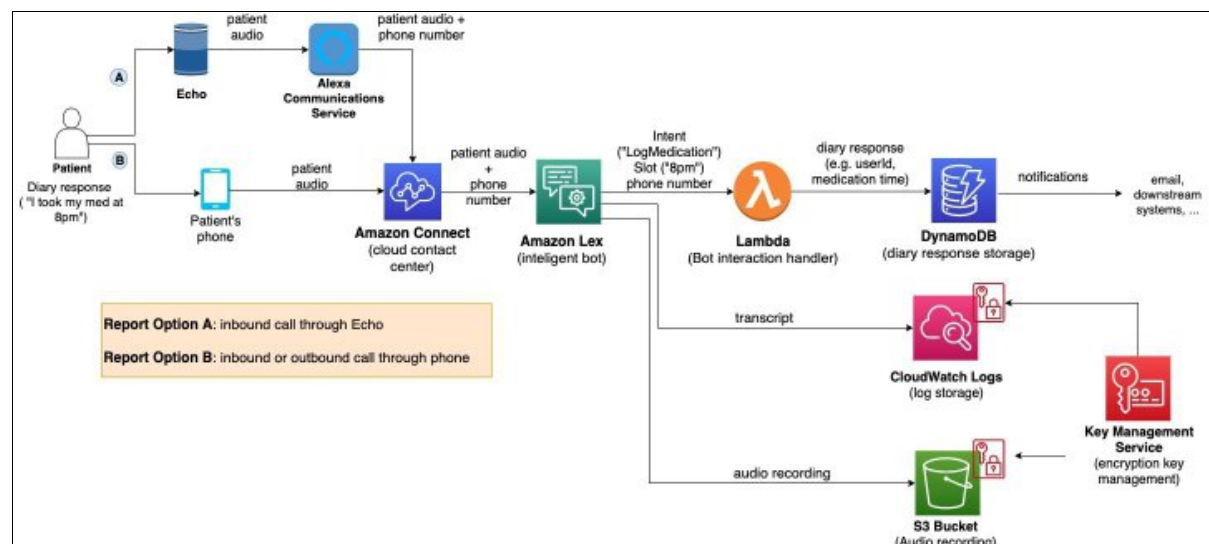 patient
audio
patient audio +
phone number
A
Echo
Alexa
Communications
Service
Patient
Diary response
( "I took my med at
8pm")
B
Patient's
phone
patient
audio
Amazon Connect
(cloud contact
center)
patient audio
+
phone
number
Amazon Lex
(inteligent bot)
Intent
("LogMedication")
Slot ("8pm")
phone number
Lambda
(Bot interaction handler)
diary response
(e.g. userId,
medication time)
DynamoDB
(diary response storage)
notifications
email,
downstream
systems, ...
Report Option A: inbound call through Echo
Report Option B: inbound or outbound call through phone
transcript
CloudWatch Logs
(log storage)
Key Management
Service
(encryption key
management)
audio recording
S3 Bucket
(Audio recording)